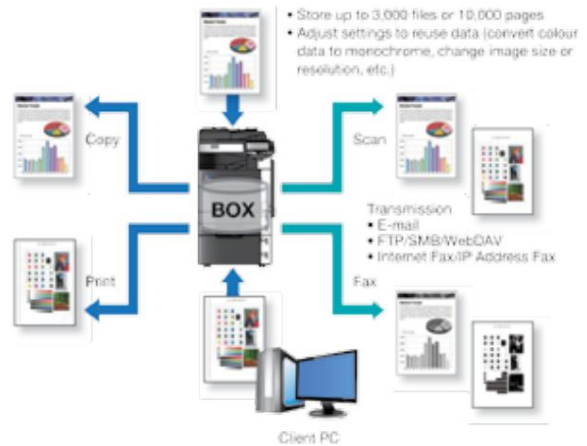 • Store up to 3,000 files or 10,000 pages
• Adjust settings to reuse data (convert colour
data to monochrome, change image size or
resolution, etc.)
Copy
Scan
BOX
Transmission
▪ E-mail
▪ FTP/SMB/WebDAV
▪ Internet Fax/IP Address Fax
Print
Fax
Client PC